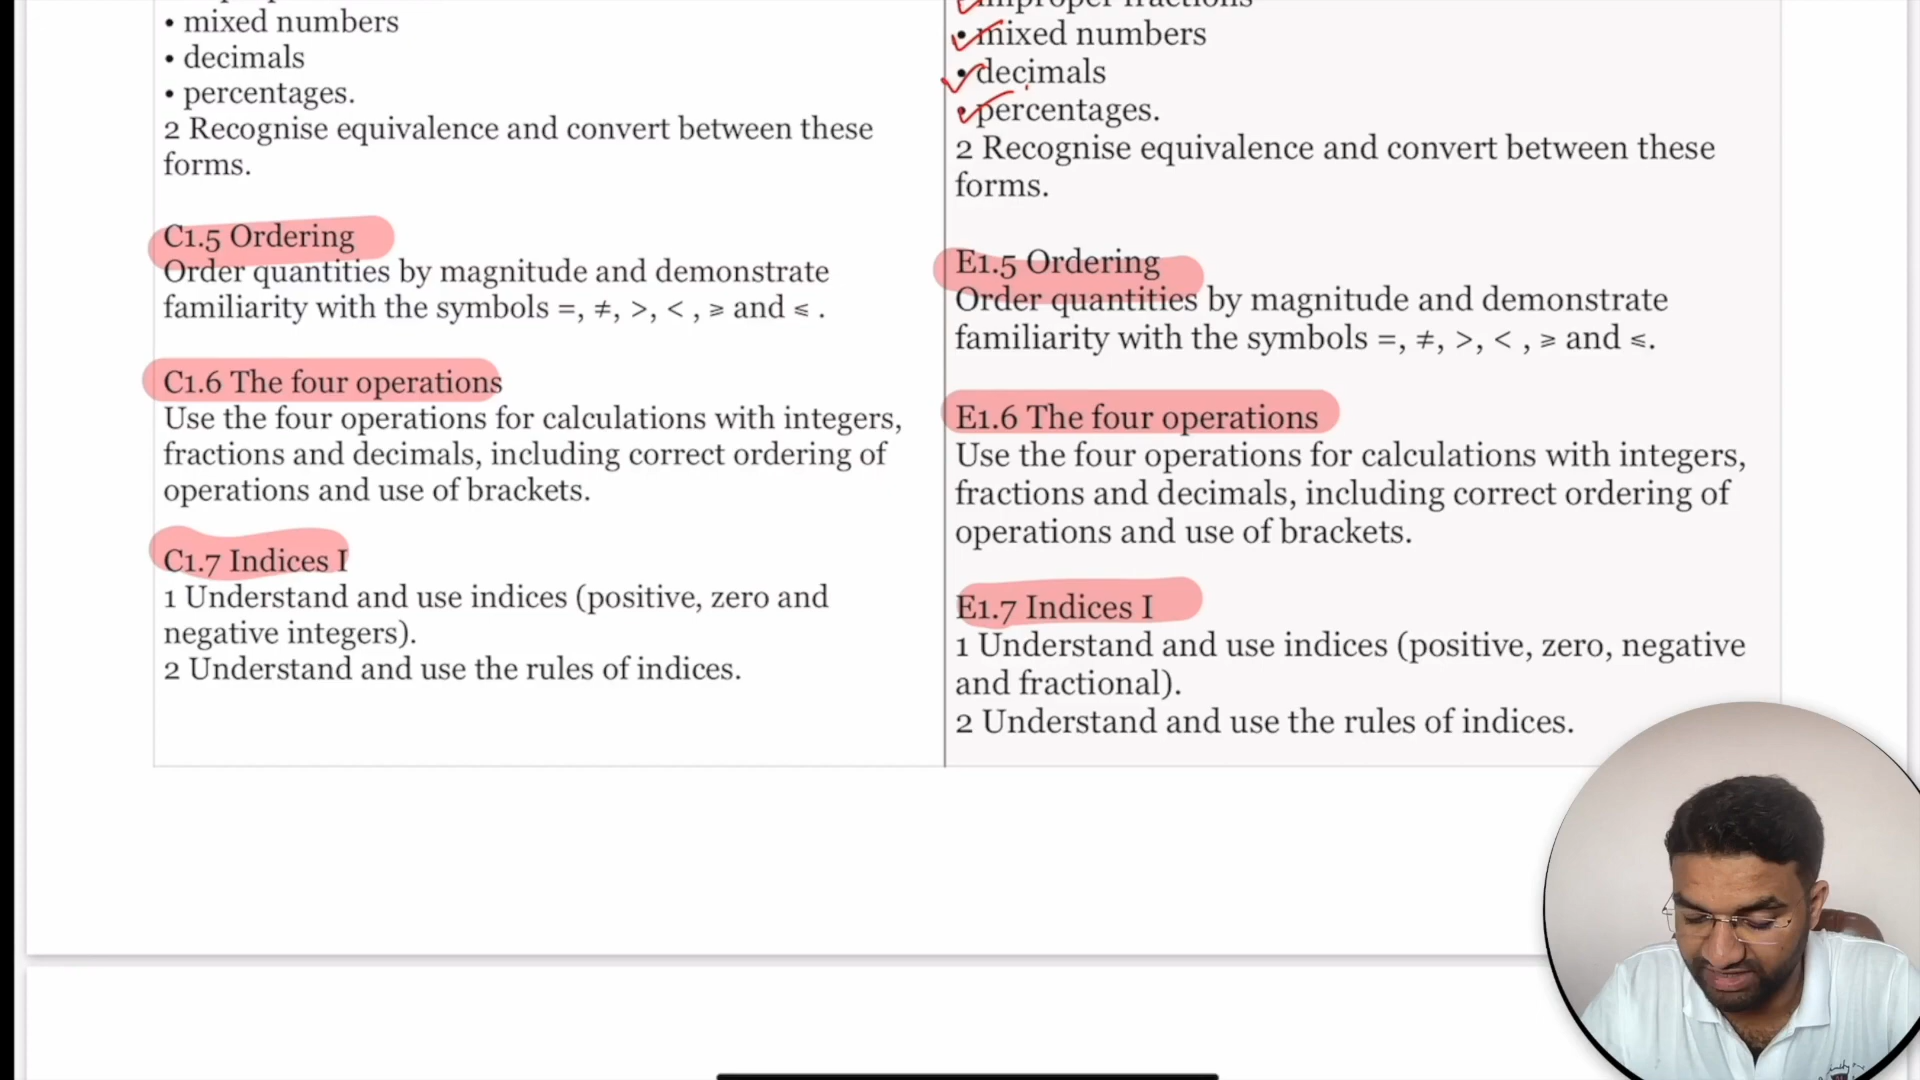 • mixed numbers
• decimals
• percentages.
2 Recognise equivalence and convert between these
forms.
C1.5 Ordering
Order quantities by magnitude and demonstrate
familiarity with the symbols =, ≠, >, < , ⩾ and ⩽ .
C1.6 The four operations
Use the four operations for calculations with integers,
fractions and decimals, including correct ordering of
operations and use of brackets.
C1.7 Indices I
1 Understand and use indices (positive, zero and
negative integers).
2 Understand and use the rules of indices.
• improper fractions
• mixed numbers
• decimals
• percentages.
2 Recognise equivalence and convert between these
forms.
E1.5 Ordering
Order quantities by magnitude and demonstrate
familiarity with the symbols =, ≠, >, < , ⩾ and ⩽.
E1.6 The four operations
Use the four operations for calculations with integers,
fractions and decimals, including correct ordering of
operations and use of brackets.
E1.7 Indices I
1 Understand and use indices (positive, zero, negative
and fractional).
2 Understand and use the rules of indices.